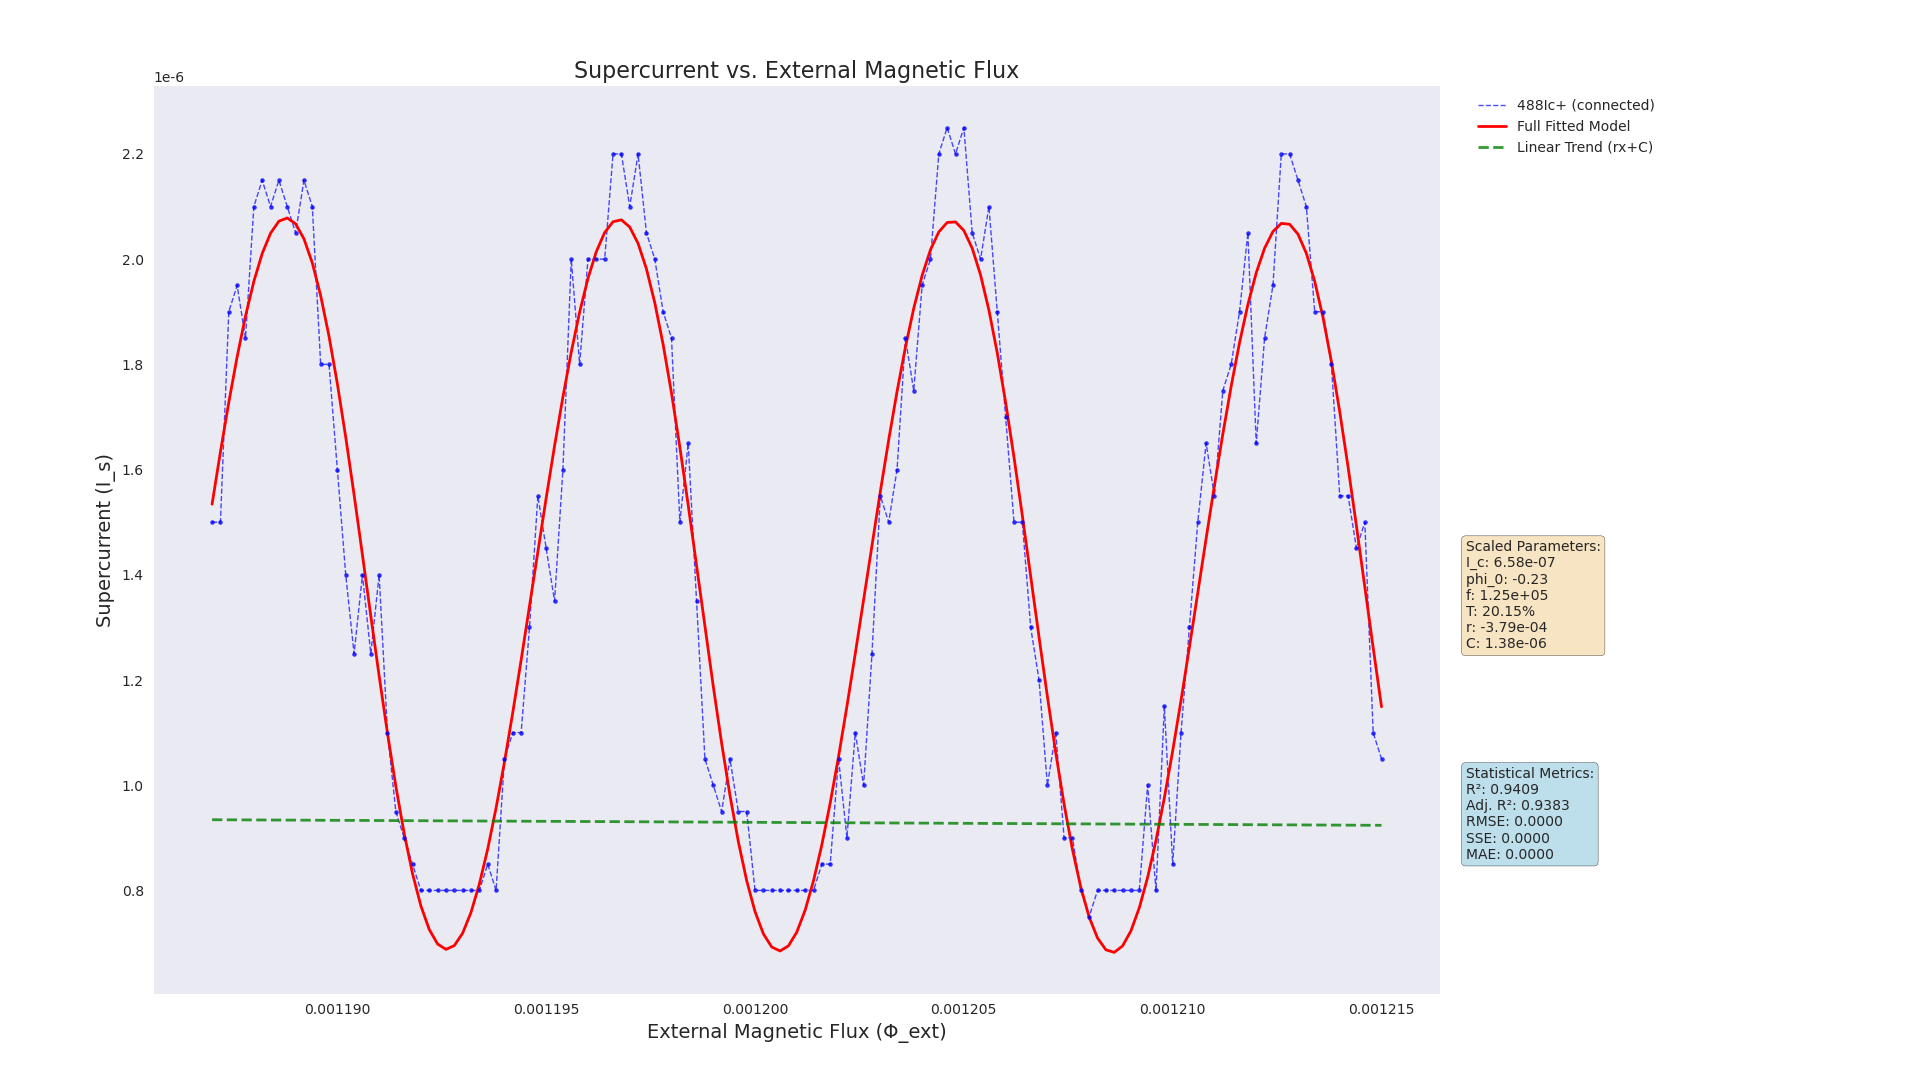 Supercurrent vs. External Magnetic Flux
1e-6
2.2
2.0
1.8
1.6
1.4
1.2
1.0
0.8
Supercurrent (I_s)
0.001190
0.001195
0.001200
0.001205
0.001210
0.001215
External Magnetic Flux (Φ_ext)
488Ic+ (connected)
Full Fitted Model
Linear Trend (rx+C)
Scaled Parameters:
I_c: 6.58e-07
phi_0: -0.23
f: 1.25e+05
T: 20.15%
r: -3.79e-04
C: 1.38e-06
Statistical Metrics:
R²: 0.9409
Adj. R²: 0.9383
RMSE: 0.0000
SSE: 0.0000
MAE: 0.0000